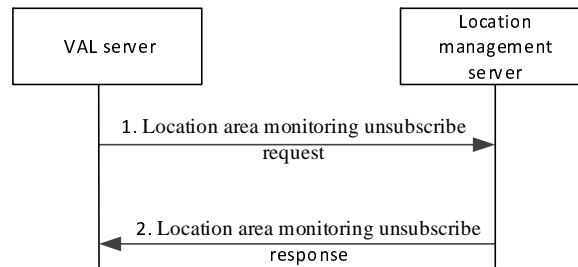 VAL server
Location
management
server
1. Location area monitoring unsubscribe
request
2. Location area monitoring unsubscribe
response